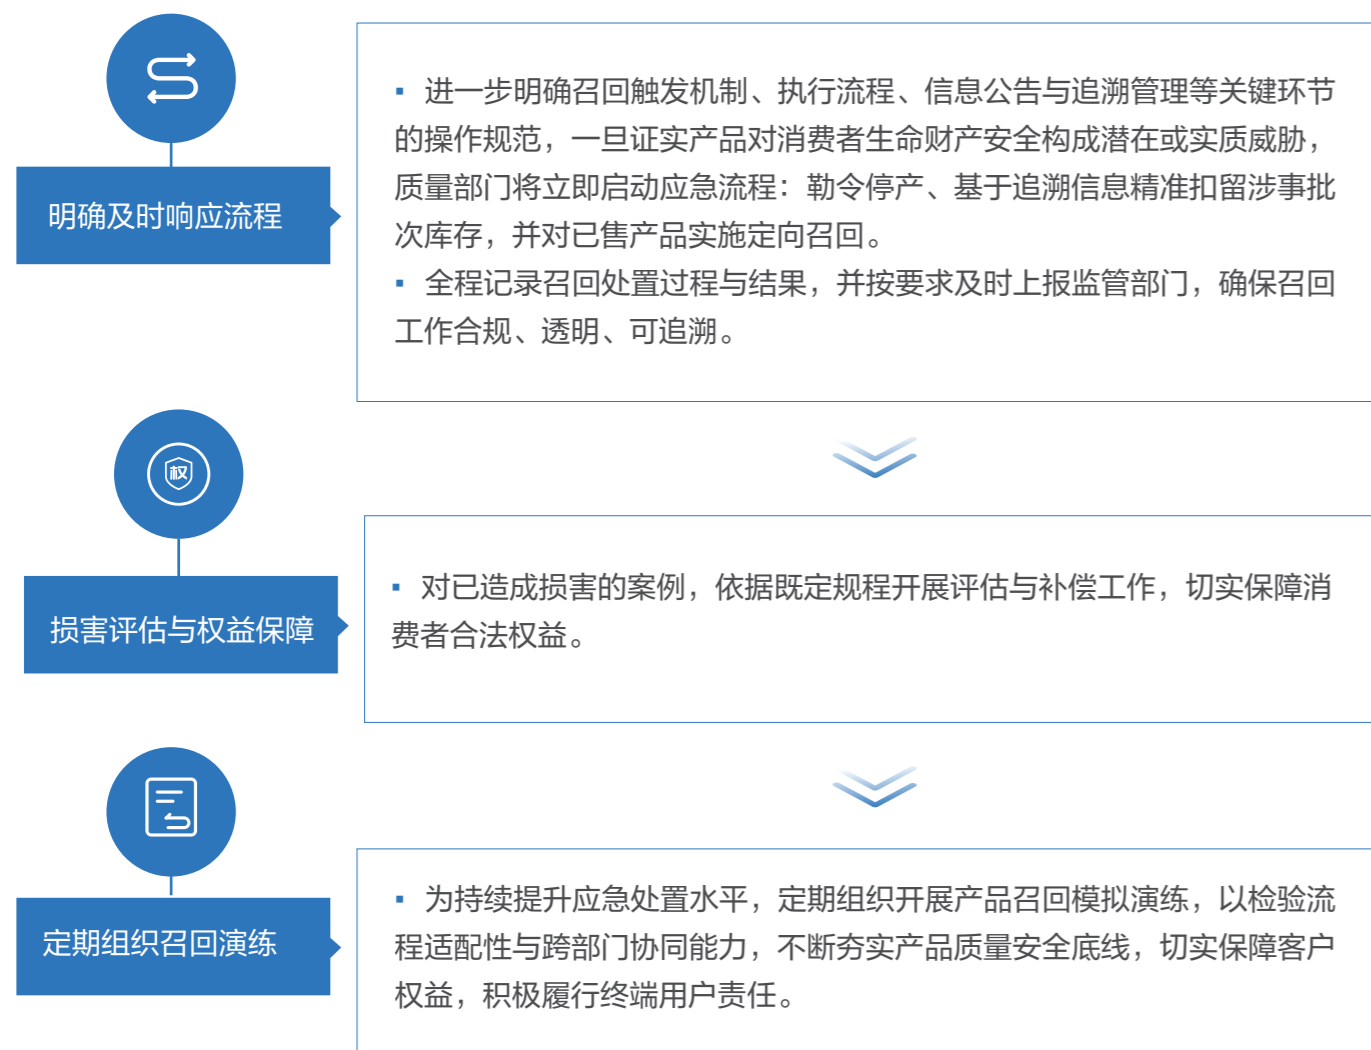 明确及时响应流程
▪ 进一步明确召回触发机制、执行流程、信息公告与追溯管理等关键环节
的操作规范，一旦证实产品对消费者生命财产安全构成潜在或实质威胁，
质量部门将立即启动应急流程：勒令停产、基于追溯信息精准扣留涉事批
次库存，并对已售产品实施定向召回。
▪ 全程记录召回处置过程与结果，并按要求及时上报监管部门，确保召回
工作合规、透明、可追溯。
权
损害评估与权益保障
▪ 对已造成损害的案例，依据既定规程开展评估与补偿工作，切实保障消
费者合法权益。
定期组织召回演练
▪ 为持续提升应急处置水平，定期组织开展产品召回模拟演练，以检验流
程适配性与跨部门协同能力，不断夯实产品质量安全底线，切实保障客户
权益，积极履行终端用户责任。